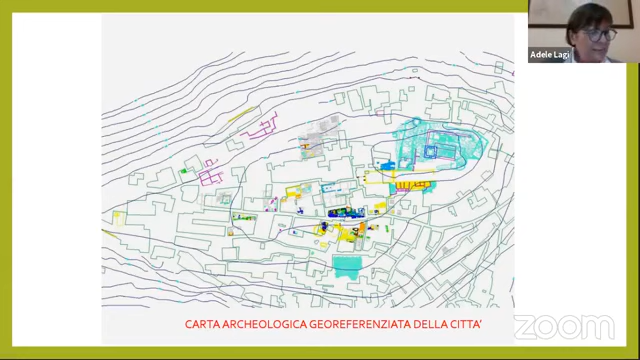 Adele Lagi
CARTA ARCHEOLOGICA GEOREFERENZIATA DELLA CITTA'
zoom